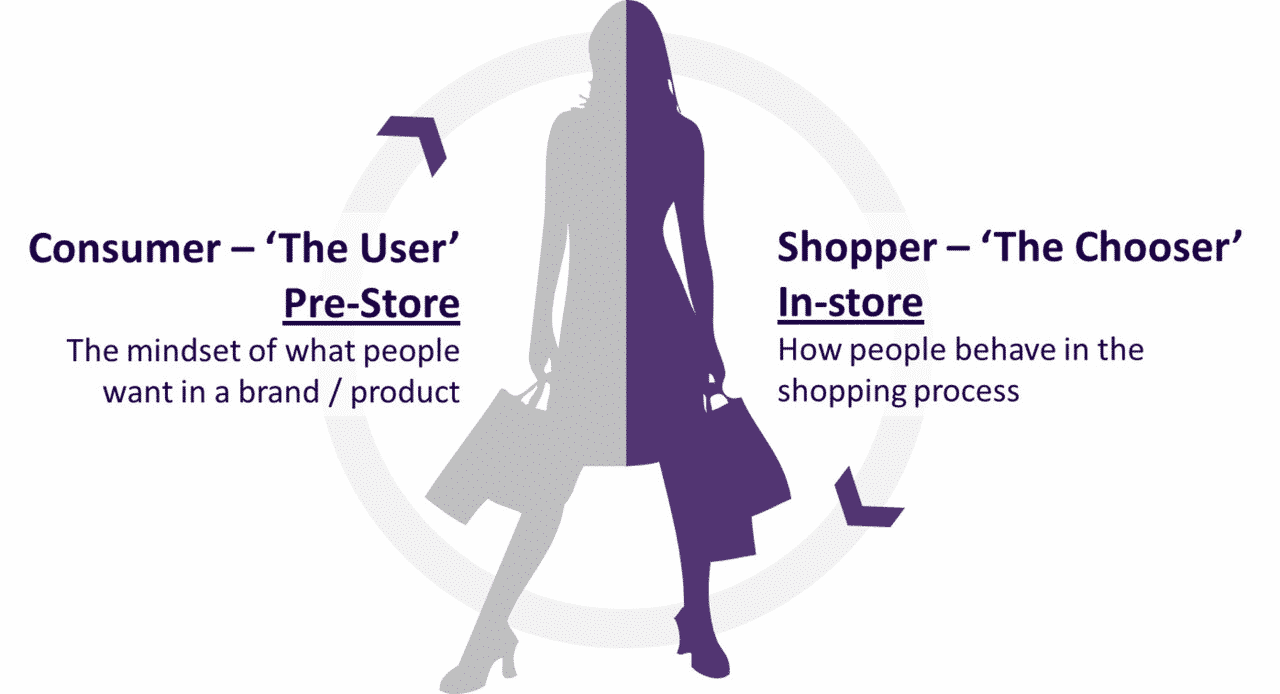 Consumer – ‘The User’
Pre-Store
The mindset of what people
want in a brand / product
Shopper – ‘The Chooser’
In-store
How people behave in the
shopping process